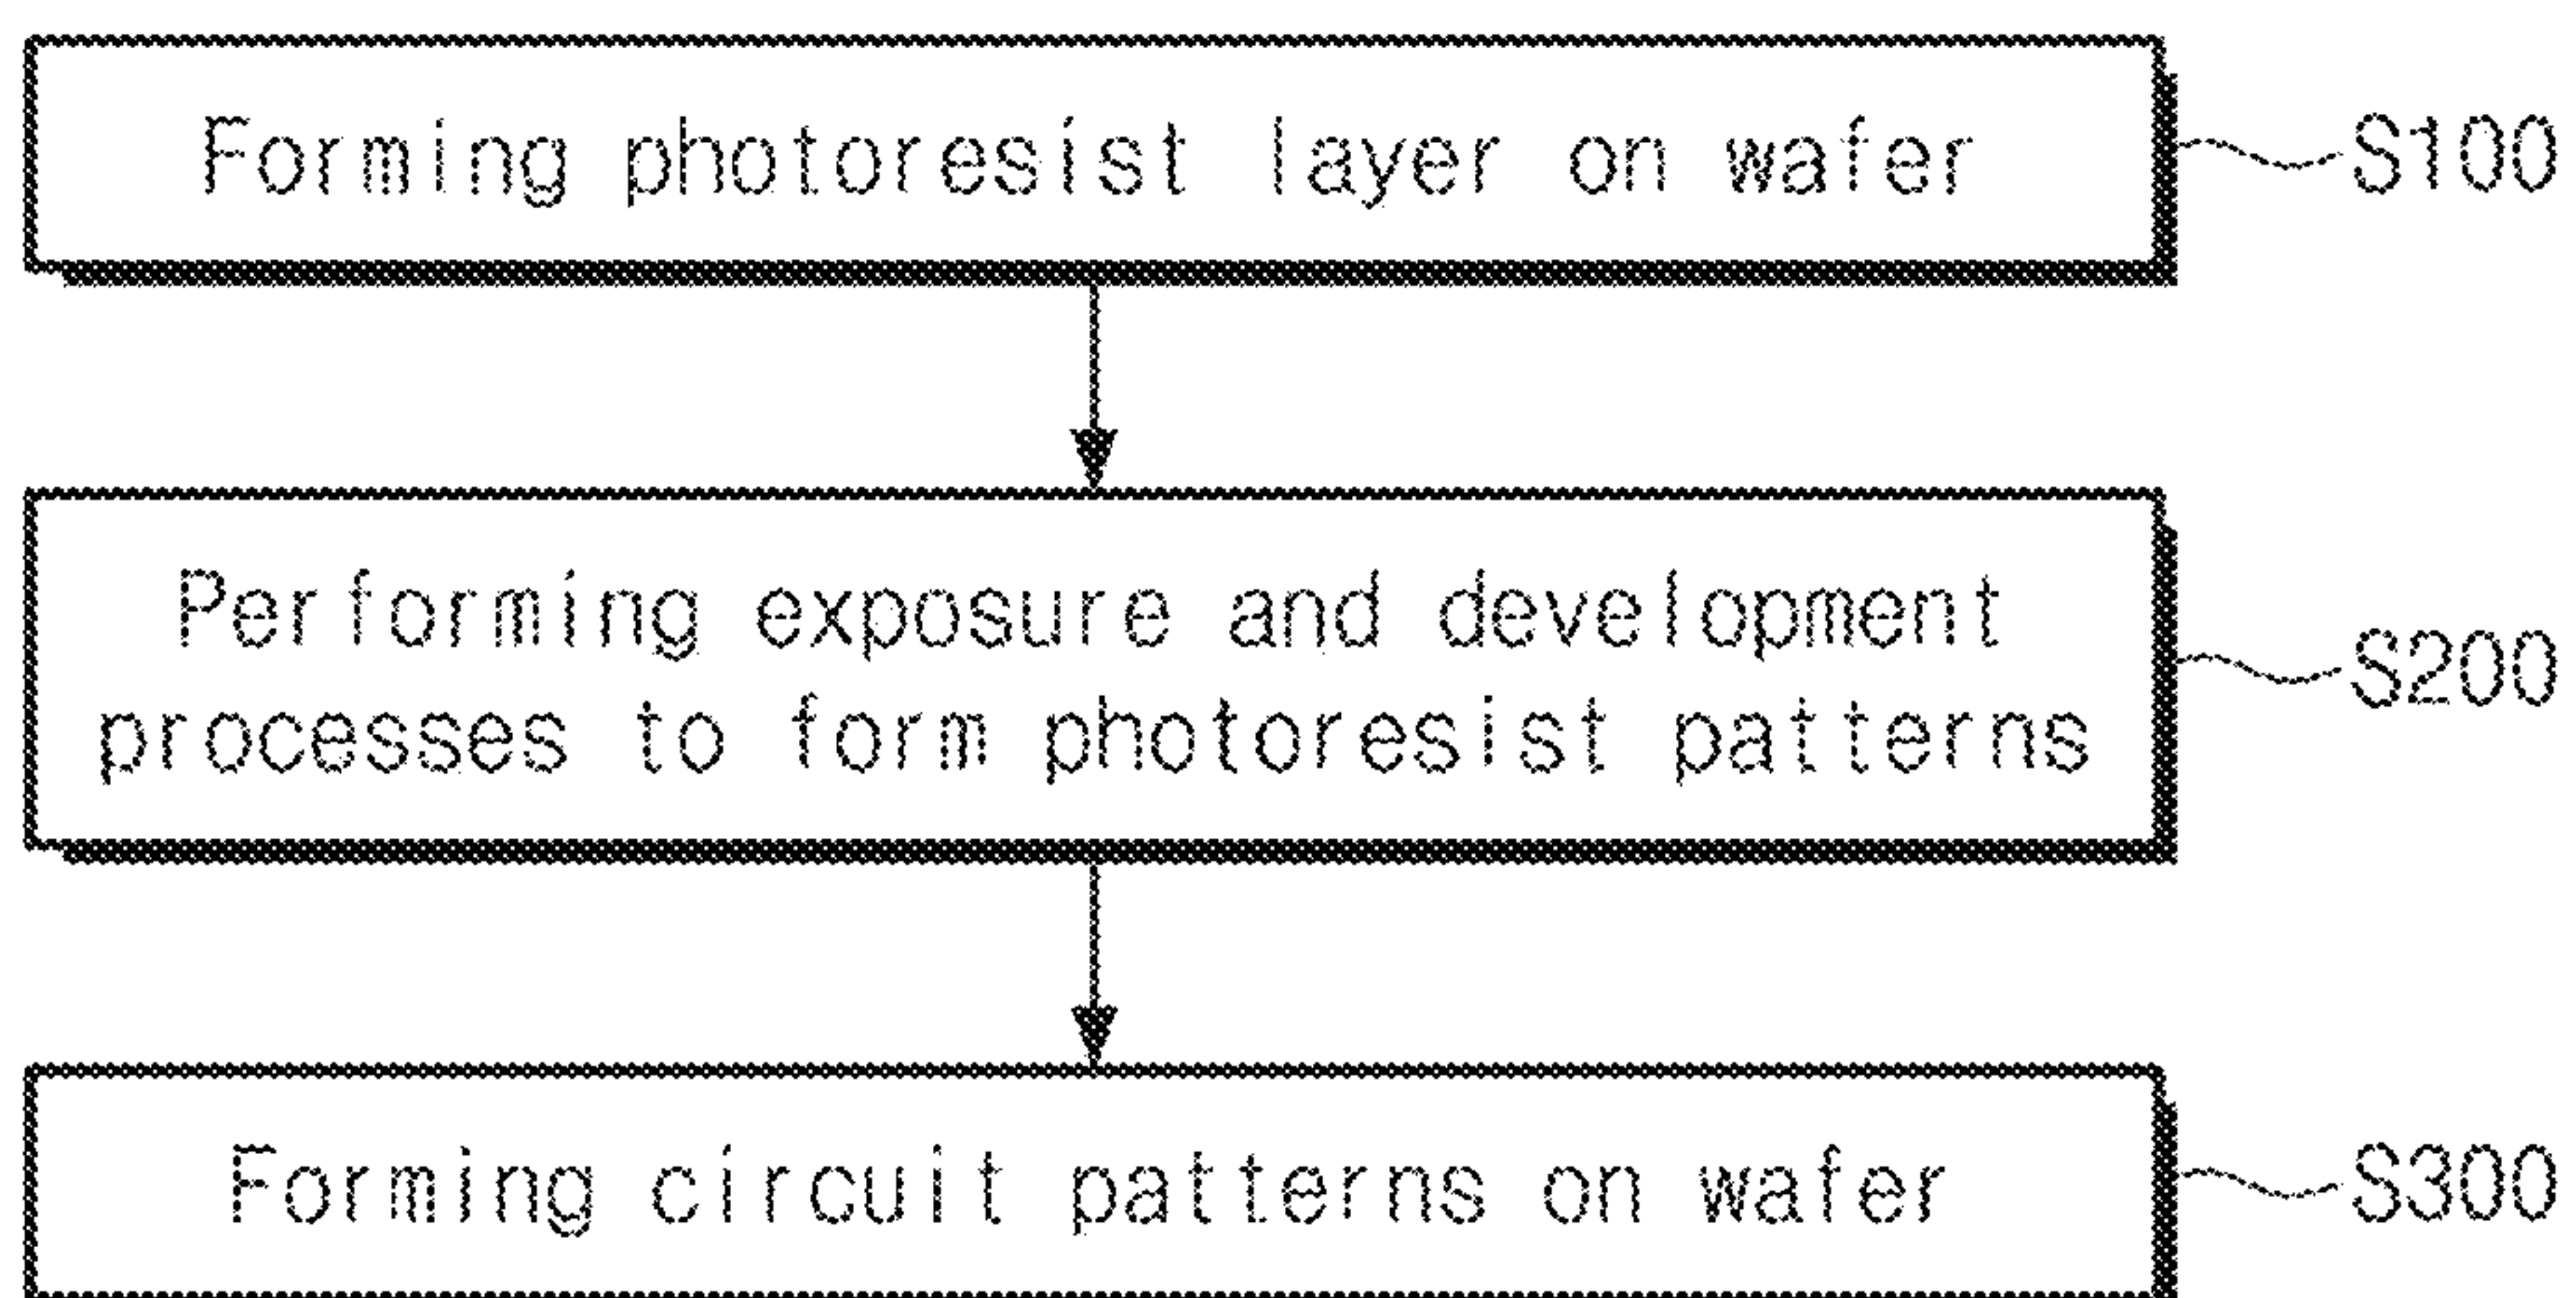 Forming photoresist layer on wafer
S100
Performing exposure and development
processes to form photoresist patterns
S200
Forming circuit patterns on wafer
S300